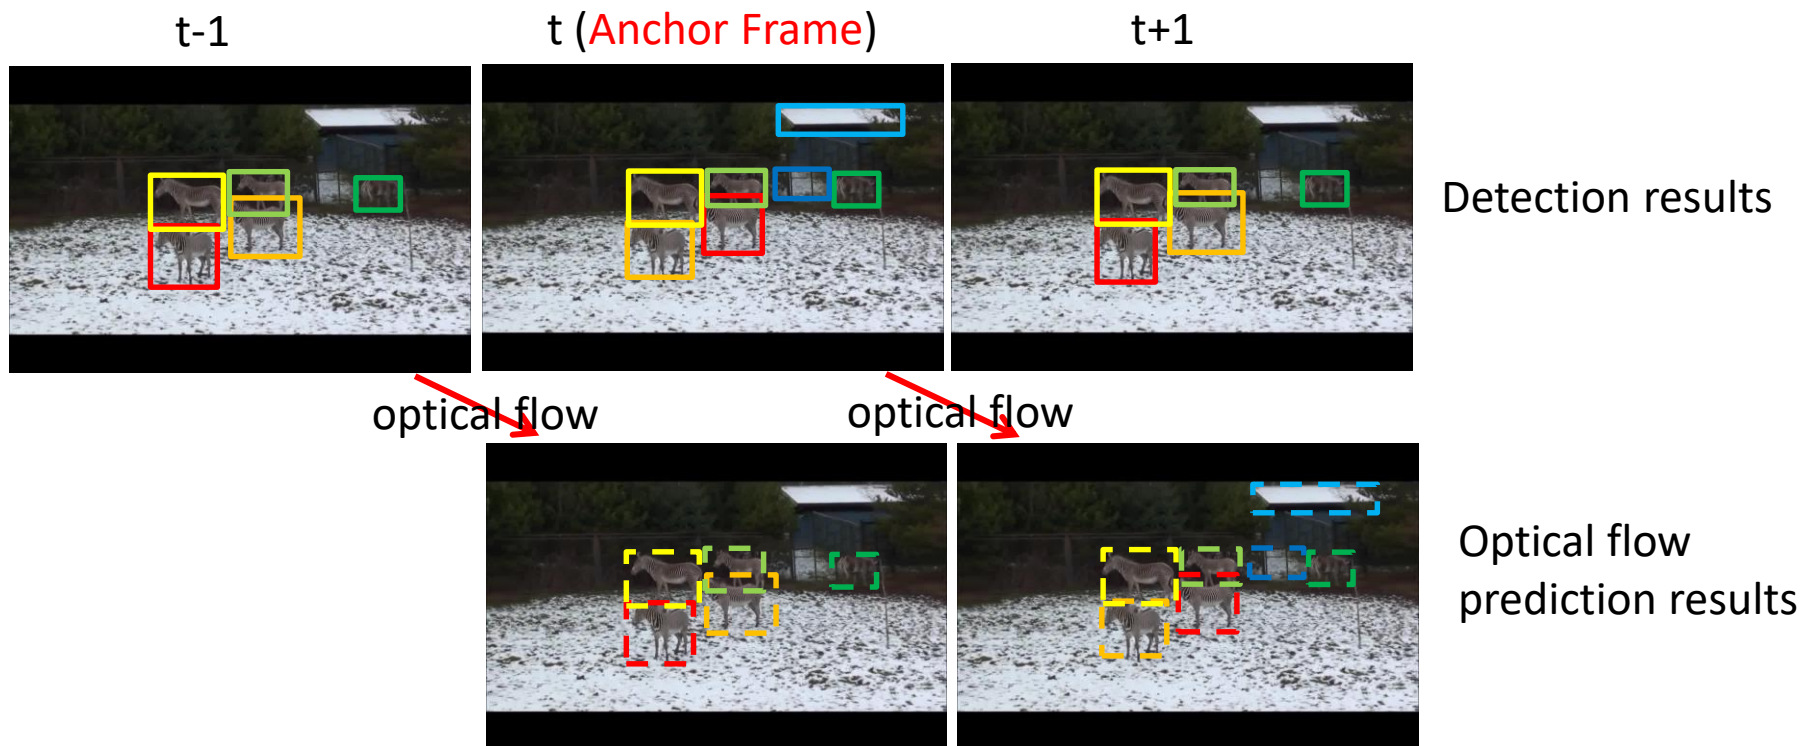 t-1
t (Anchor Frame)
t+1
Detection results
optical flow
optical flow
Optical flow
prediction results